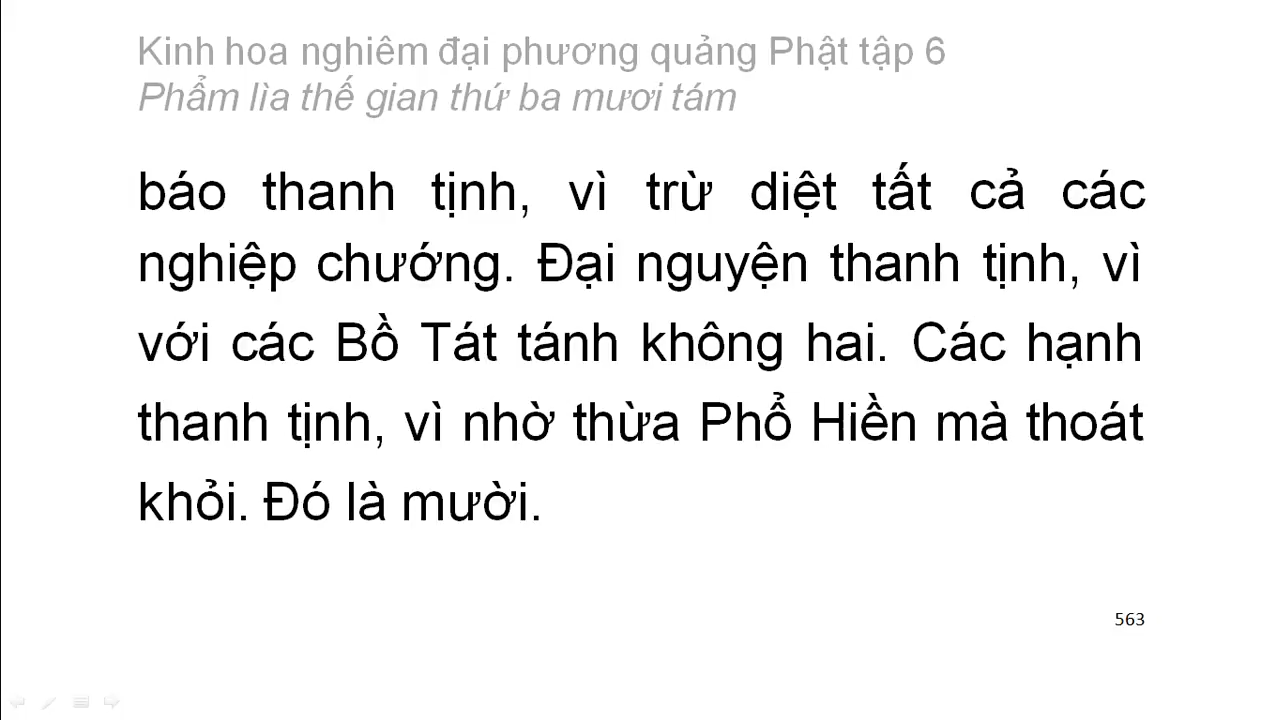 Kinh hoa nghiêm đại phương quảng Phật tập 6
Phẩm lìa thế gian thứ ba mươi tám
báo thanh tịnh, vì trừ diệt tất cả các
nghiệp chướng. Đại nguyện thanh tịnh, vì
với các Bồ Tát tánh không hai. Các hạnh
thanh tịnh, vì nhờ thừa Phổ Hiền mà thoát
khỏi. Đó là mười.
563